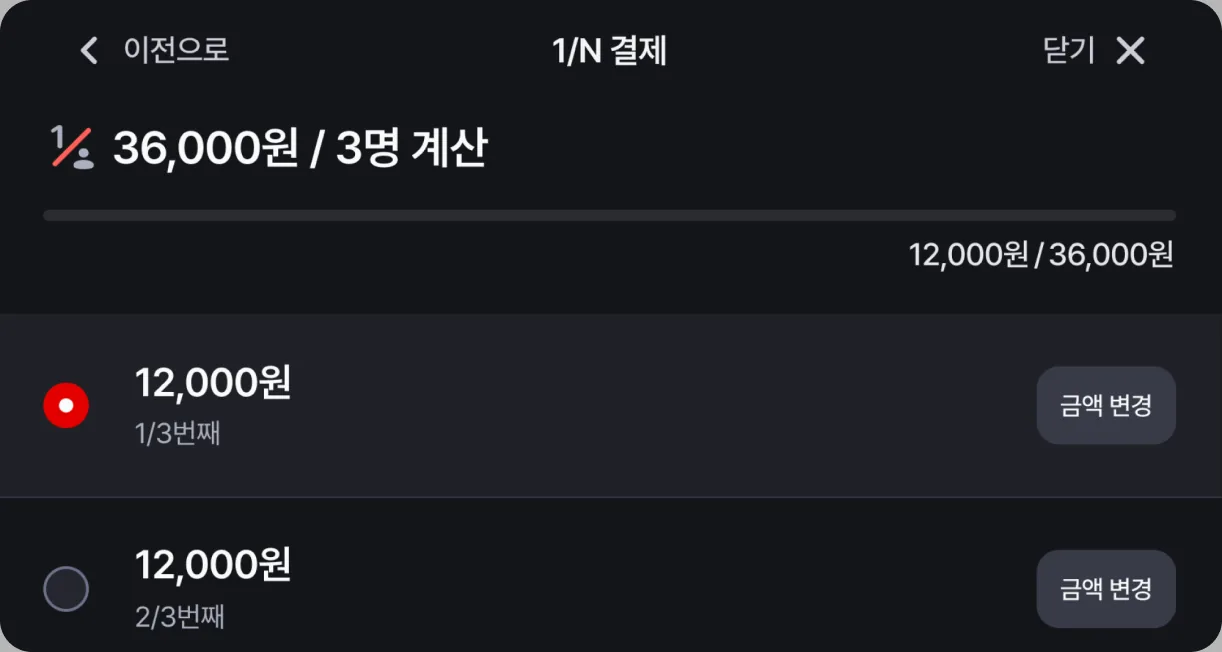 이전으로
1/N 결제
닫기
36,000원 / 3명 계산
12,000원 / 36,000원
12,000원
1/3번째
금액 변경
12,000원
2/3번째
금액 변경